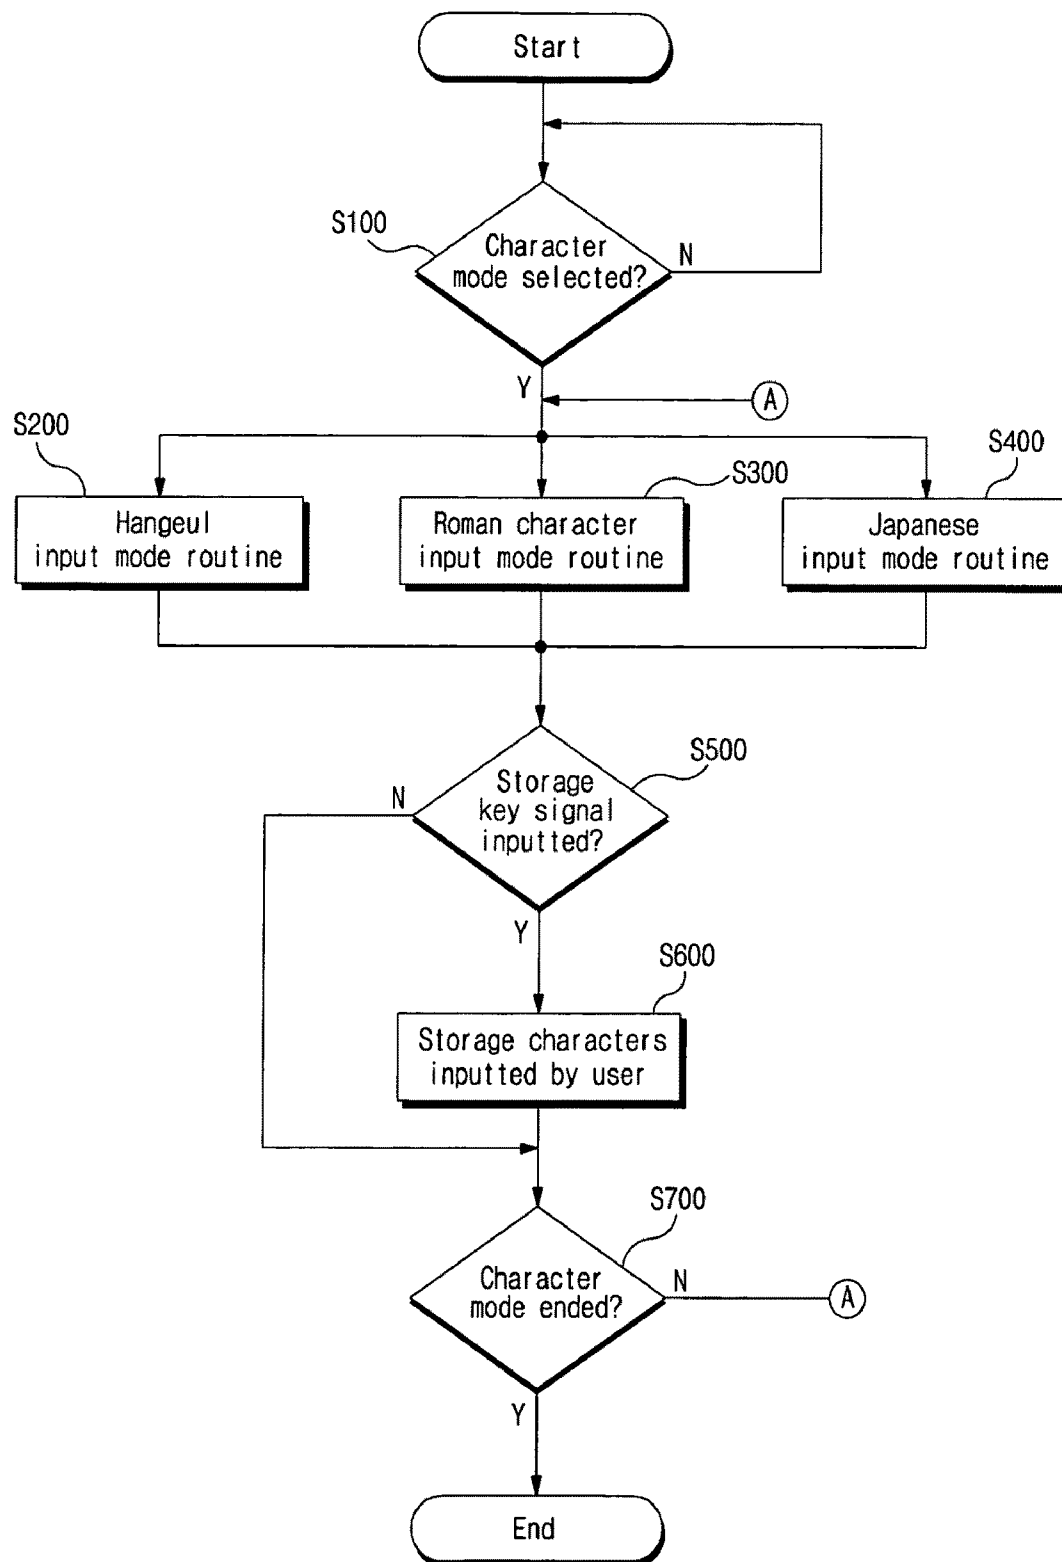 Start
S100
Character
mode selected?
N
Y
A
S200
S300
S400
Hangeul
input mode routine
Roman character
input mode routine
Japanese
input mode routine
S500
Storage
key signal
inputted?
N
Y
S600
Storage characters
inputted by user
S700
Character
mode ended?
N
A
Y
End